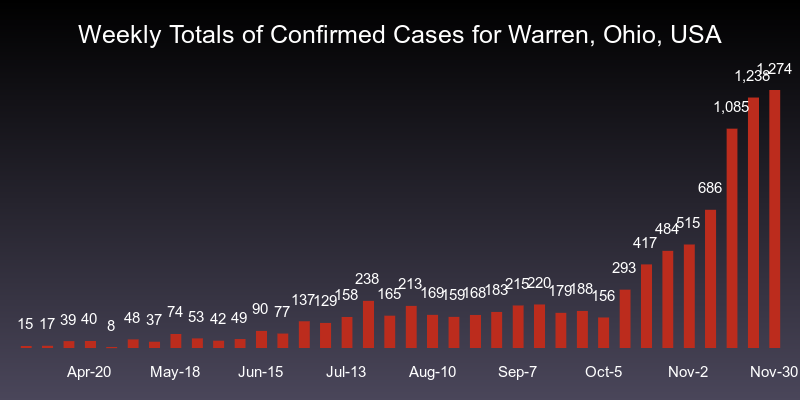 Weekly Totals of Confirmed Cases for Warren, Ohio, USA
15 17 39 40 8 48 37 74 53 42 49 90 77 137 129 158 238 165 213 169 159 168 183 215 220 179 188 156 293 417 484 515 686 1,085 1,238 1,274
Apr-20 May-18 Jun-15 Jul-13 Aug-10 Sep-7 Oct-5 Nov-2 Nov-30